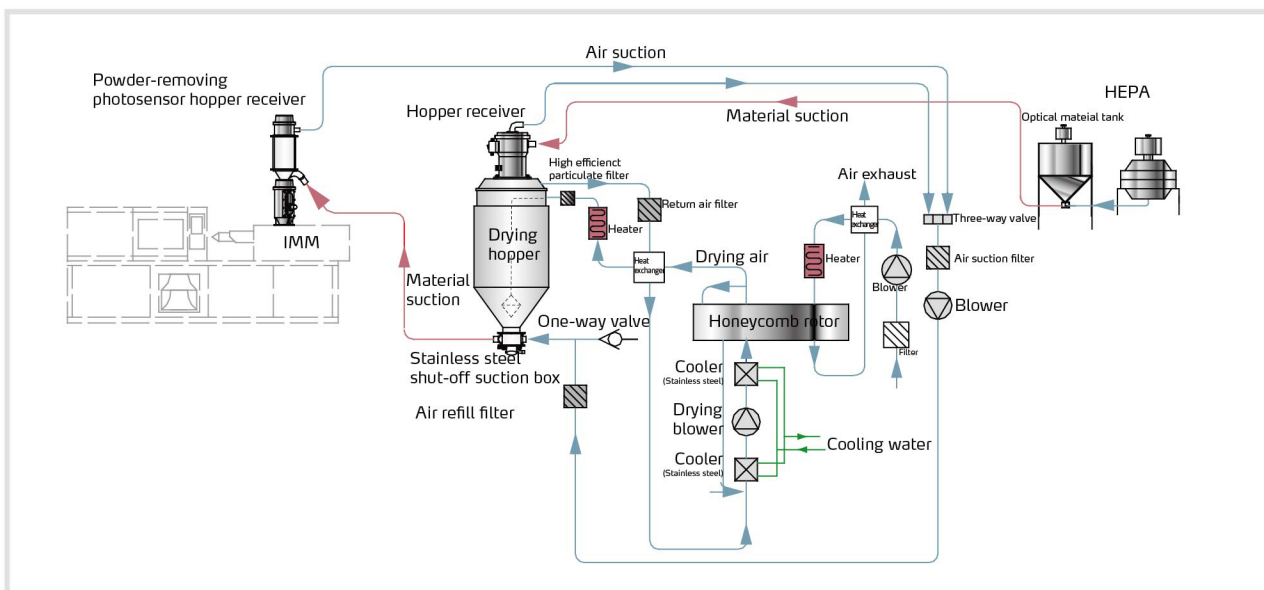 Air suction
Powder-removing
photosensor hopper receiver
HEPA
Hopper receiver
Material suction
Optical mateial tank
High efficienct
particulate filter
Air exhaust
Return air filter
Heat
exchanger
Three-way valve
Heater
Drying
hopper
IMM
Heat
exchanger
Drying air
Heater
Air suction filter
Blower
Material
suction
Blower
One-way valve
Honeycomb rotor
Filter
Stainless steel
shut-off suction box
Cooler
(Stainless steel)
Air refill filter
Drying
blower
Cooling water
Cooler
(Stainless steel)